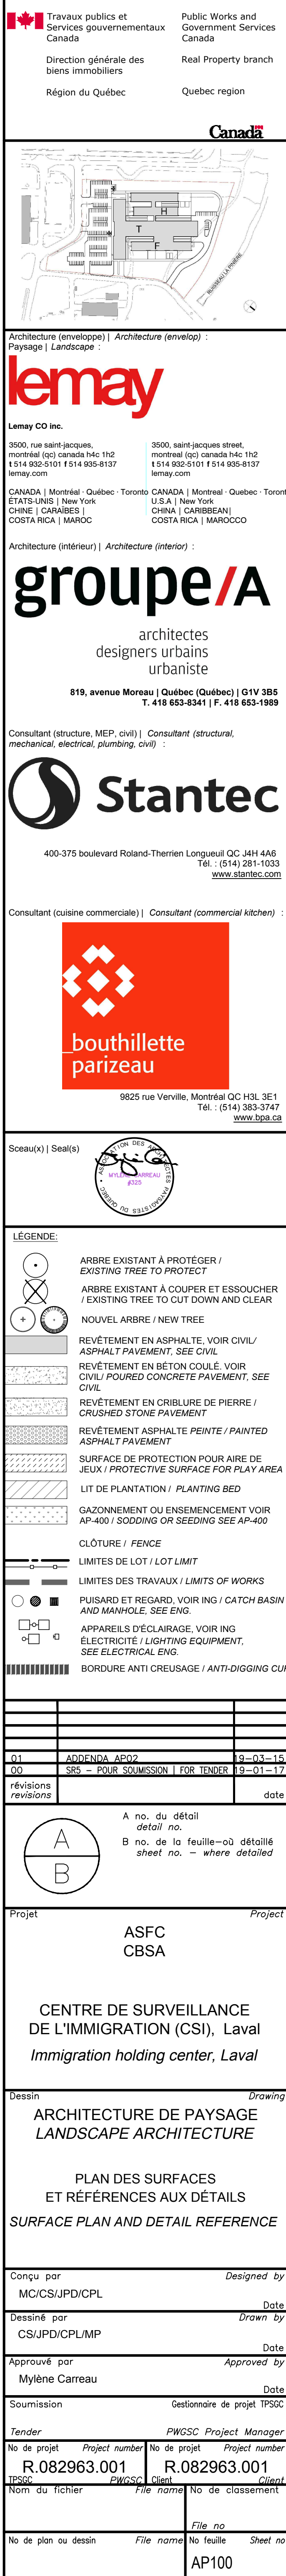 Travaux publics et
Services gouvernementaux
Canada
Public Works and
Government Services
Canada
Direction générale des
biens immobiliers
Real Property branch
Région du Québec
Quebec region
Canada
H
T
F
RUISSEAU LA PINIÈRE
Architecture (enveloppe) | Architecture (envelop) :
Paysage | Landscape :
lemay
Lemay CO inc.
3500, rue saint-jacques,
montréal (qc) canada h4c 1h2
t 514 932-5101 f 514 935-8137
lemay.com
CANADA | Montréal · Québec · Toronto
ÉTATS-UNIS | New York
CHINE | CARAÏBES |
COSTA RICA | MAROC
3500, saint-jacques street,
montreal (qc) canada h4c 1h2
t 514 932-5101 f 514 935-8137
lemay.com
CANADA | Montreal · Quebec · Toront
U.S.A | New York
CHINA | CARIBBEAN|
COSTA RICA | MAROCCO
Architecture (intérieur) | Architecture (interior) :
groupe/A
architectes
designers urbains
urbaniste
819, avenue Moreau | Québec (Québec) | G1V 3B5
T. 418 653-8341 | F. 418 653-1989
Consultant (structure, MEP, civil) | Consultant (structural,
mechanical, electrical, plumbing, civil) :
Stantec
400-375 boulevard Roland-Therrien Longueuil QC J4H 4A6
Tél. : (514) 281-1033
www.stantec.com
Consultant (cuisine commerciale) | Consultant (commercial kitchen) :
_bouthillette
parizeau
9825 rue Verville, Montréal QC H3L 3E1
Tél. : (514) 383-3747
www.bpa.ca
Sceau(x) | Seal(s)
ASSOCIATION DES ARCHITECTES PAYSAGISTES DU QUÉBEC
MYLÈNE CARREAU
#325
LÉGENDE:
ARBRE EXISTANT À PROTÉGER /
EXISTING TREE TO PROTECT
ARBRE EXISTANT À COUPER ET ESSOUCHER
/ EXISTING TREE TO CUT DOWN AND CLEAR
NOUVEL ARBRE / NEW TREE
REVÊTEMENT EN ASPHALTE, VOIR CIVIL/
ASPHALT PAVEMENT, SEE CIVIL
REVÊTEMENT EN BÉTON COULÉ. VOIR
CIVIL/ POURED CONCRETE PAVEMENT, SEE
CIVIL
REVÊTEMENT EN CRIBLURE DE PIERRE /
CRUSHED STONE PAVEMENT
REVÊTEMENT ASPHALTE PEINTE / PAINTED
ASPHALT PAVEMENT
SURFACE DE PROTECTION POUR AIRE DE
JEUX / PROTECTIVE SURFACE FOR PLAY AREA
LIT DE PLANTATION / PLANTING BED
GAZONNEMENT OU ENSEMENCEMENT VOIR
AP-400 / SODDING OR SEEDING SEE AP-400
CLÔTURE / FENCE
LIMITES DE LOT / LOT LIMIT
LIMITES DES TRAVAUX / LIMITS OF WORKS
PUISARD ET REGARD, VOIR ING / CATCH BASIN
AND MANHOLE, SEE ENG.
APPAREILS D'ÉCLAIRAGE, VOIR ING
ÉLECTRICITÉ / LIGHTING EQUIPMENT,
SEE ELECTRICAL ENG.
BORDURE ANTI CREUSAGE / ANTI-DIGGING CU
01 ADDENDA AP02 19-03-15
00 SR5 - POUR SOUMISSION | FOR TENDER 19-01-17
révisions
revisions
date
A
B
A no. du détail
detail no.
B no. de la feuille-où détaillé
sheet no. - where detailed
Projet Project
ASFC
CBSA
CENTRE DE SURVEILLANCE
DE L'IMMIGRATION (CSI), Laval
Immigration holding center, Laval
Dessin Drawing
ARCHITECTURE DE PAYSAGE
LANDSCAPE ARCHITECTURE
PLAN DES SURFACES
ET RÉFÉRENCES AUX DÉTAILS
SURFACE PLAN AND DETAIL REFERENCE
Conçu par Designed by
MC/CS/JPD/CPL
Date
Dessiné par Drawn by
CS/JPD/CPL/MP
Date
Approuvé par Approved by
Mylène Carreau
Date
Soumission Gestionnaire de projet TPSGC
Tender PWGSC Project Manager
No de projet Project number
R.082963.001
TPSGC PWGSC
No de projet Project number
R.082963.001
Client Client
Nom du fichier File name
No de classement
File no
No de plan ou dessin File name
No feuille Sheet no
AP100